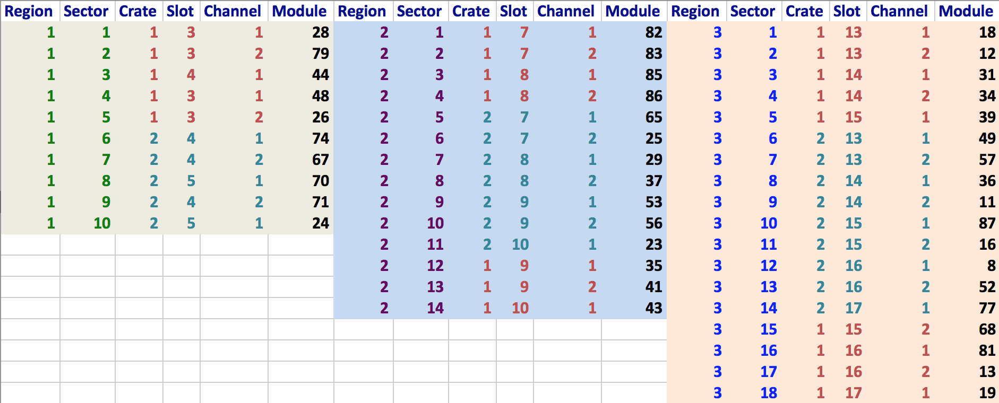 Region Sector Crate Slot Channel Module Region Sector Crate Slot Channel Module Region Sector Crate Slot Channel Module
1 1 1 3 1 28 2 1 1 7 1 82 3 1 1 13 1 18
1 2 1 3 2 79 2 2 1 7 2 83 3 2 1 13 2 12
1 3 1 4 1 44 2 3 1 8 1 85 3 3 1 14 1 31
1 4 1 3 1 48 2 4 1 8 2 86 3 4 1 14 2 34
1 5 1 3 2 26 2 5 2 7 1 65 3 5 1 15 1 39
1 6 2 4 1 74 2 6 2 7 2 25 3 6 2 13 1 49
1 7 2 4 2 67 2 7 2 8 1 29 3 7 2 13 2 57
1 8 2 5 1 70 2 8 2 8 2 37 3 8 2 14 1 36
1 9 2 4 2 71 2 9 2 9 1 53 3 9 2 14 2 11
1 10 2 5 1 24 2 10 2 9 2 56 3 10 2 15 1 87
2 11 2 10 1 23 3 11 2 15 2 16
2 12 1 9 1 35 3 12 2 16 1 8
2 13 1 9 2 41 3 13 2 16 2 52
2 14 1 10 1 43 3 14 2 17 1 77
3 15 1 15 2 68
3 16 1 16 1 81
3 17 1 16 2 13
3 18 1 17 1 19